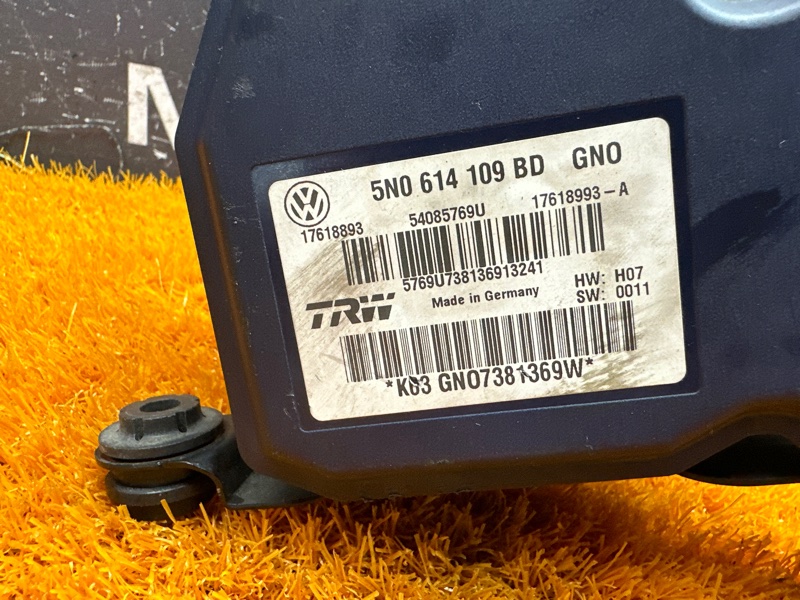 M
5N0 614 109 BD GNO
17618893 54085769U 17618993-A
5769U738136913241
TRW Made in Germany HW: H07
SW: 0011
*K03 GNO7381369W*